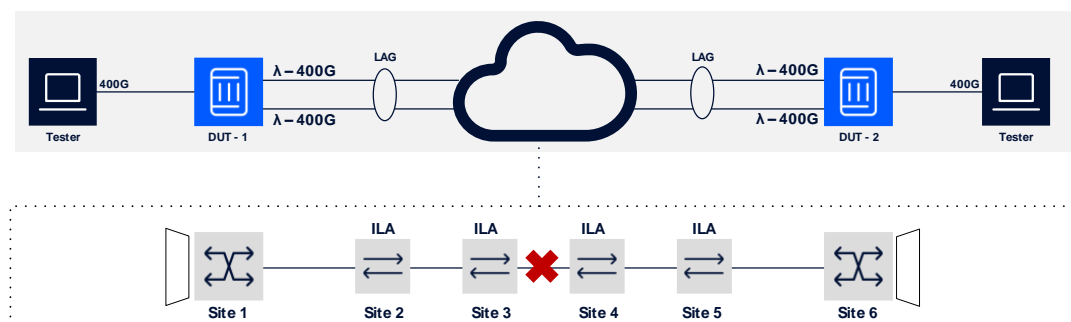 LAG
LAG
λ – 400G
λ – 400G
400G
400G
λ – 400G
λ – 400G
Tester
DUT - 1
DUT - 2
Tester
ILA
ILA
ILA
ILA
Site 1
Site 2
Site 3
Site 4
Site 5
Site 6